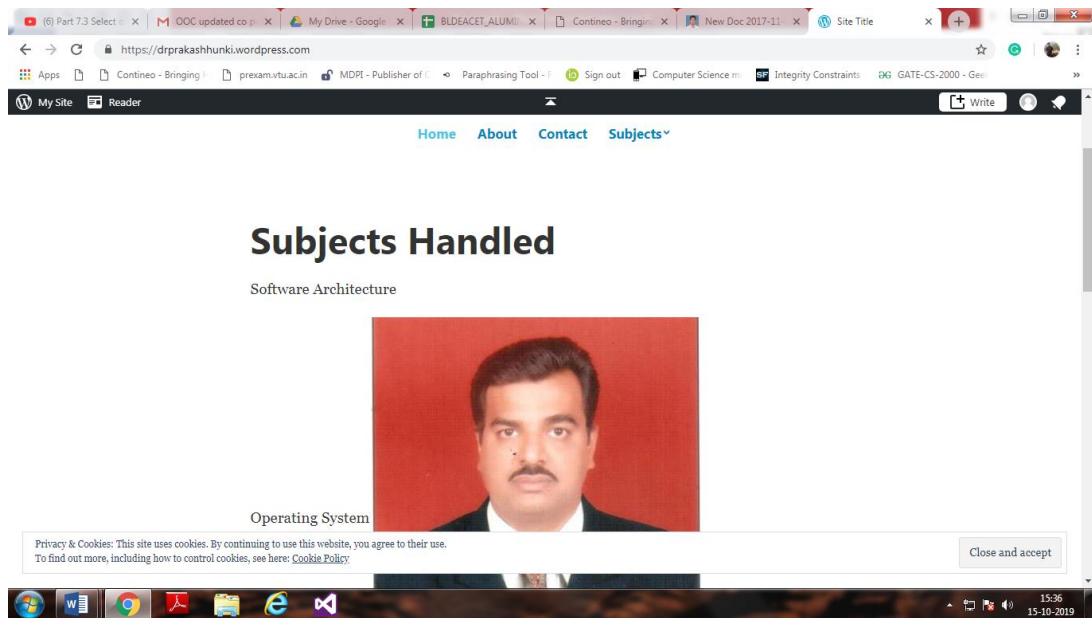 (6) Part 7.3 Select
OOC updated co p
My Drive - Google
BLDEACET_ALUMI
Contineo - Bringing
New Doc 2017-11-
Site Title
https://drprakashhunki.wordpress.com
Apps
Contineo - Bringing
prexam.vtu.ac.in
MDPI - Publisher of
Paraphrasing Tool -
Sign out
Computer Science m
Integrity Constraints
GATE-CS-2000 - Gee
My Site Reader
Write
Home About Contact Subjects
Subjects Handled
Software Architecture
Operating System
Privacy & Cookies: This site uses cookies. By continuing to use this website, you agree to their use.
To find out more, including how to control cookies, see here: Cookie Policy
Close and accept
15:36
15-10-2019